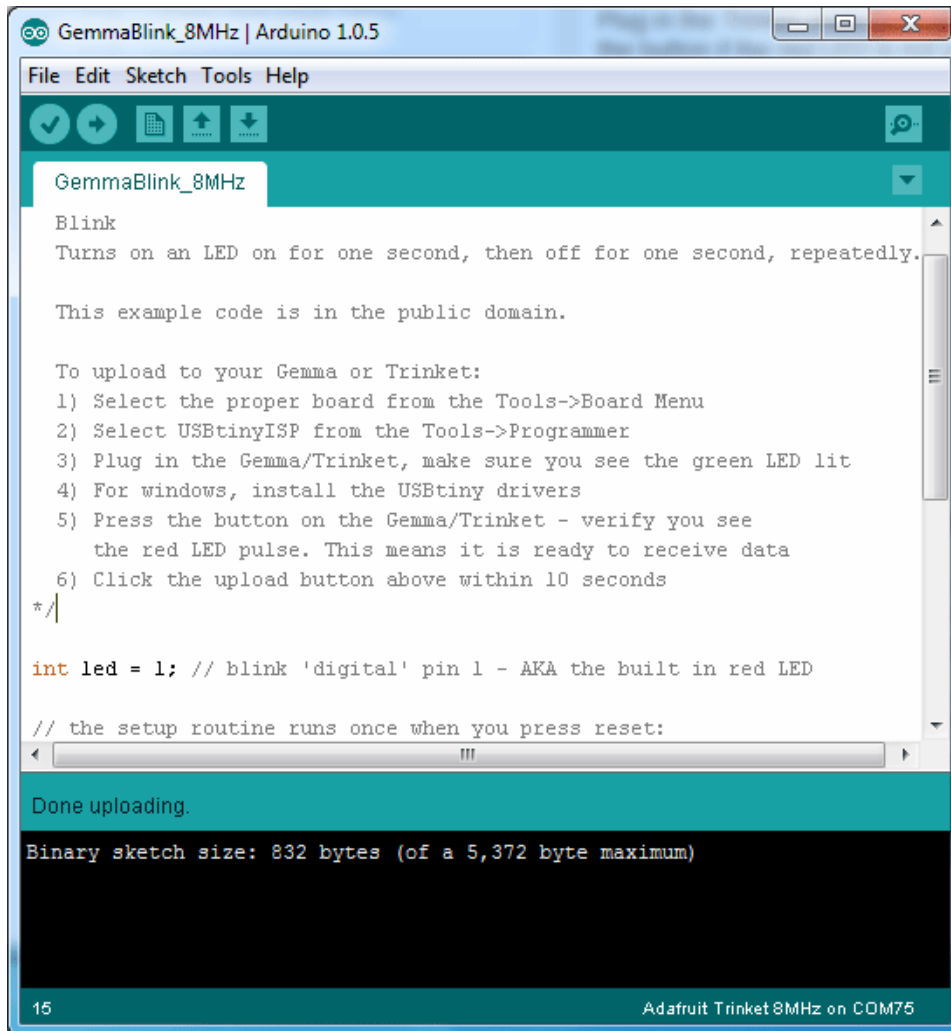 GemmaBlink_8MHz | Arduino 1.0.5
File Edit Sketch Tools Help
GemmaBlink_8MHz
Blink
Turns on an LED on for one second, then off for one second, repeatedly.
This example code is in the public domain.
To upload to your Gemma or Trinket:
1) Select the proper board from the Tools->Board Menu
2) Select USBtinyISP from the Tools->Programmer
3) Plug in the Gemma/Trinket, make sure you see the green LED lit
4) For windows, install the USBtiny drivers
5) Press the button on the Gemma/Trinket - verify you see
the red LED pulse. This means it is ready to receive data
6) Click the upload button above within 10 seconds
*/
int led = 1; // blink 'digital' pin 1 - AKA the built in red LED
// the setup routine runs once when you press reset:
Done uploading.
Binary sketch size: 832 bytes (of a 5,372 byte maximum)
15 Adafruit Trinket 8MHz on COM75